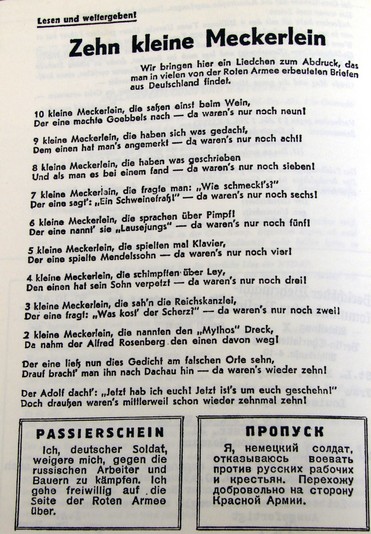 Lesen und weitergeben!
Zehn kleine Meckerlein
Wir bringen hier ein Liedchen zum Abdruck, das
man in vielen von der Roten Armee erbeuteten Briefen
aus Deutschland findet.
10 kleine Meckerlein, die saßen einst beim Wein,
Der eine machte Goebbels nach — da waren's nur noch neun!
9 kleine Meckerlein, die haben sich was gedacht,
Dem einen hat man's angemerkt — da waren's nur noch acht!
8 kleine Meckerlein, die haben was geschrieben
Und als man es bei einem fand — da waren's nur noch sieben!
7 kleine Meckerlein, die fragte man: „Wie schmeckt's?"
Der eine sagt': „Ein Schweinefraß!" — da waren's nur noch sechs!
6 kleine Meckerlein, die sprachen über Pimpf!
Der eine nannt' sie „Lausejungs" — da waren's nur noch fünf!
5 kleine Meckerlein, die spielten mal Klavier,
Der eine spielte Mendelssohn — da waren's nur noch vier!
4 kleine Meckerlein, die schimpften über Ley,
Den einen hat sein Sohn verpetzt — da waren's nur noch drei!
3 kleine Meckerlein, die sah'n die Reichskanzlei,
Der eine fragt: „Was kost' der Scherz?" — da waren's nur noch zwei!
2 kleine Meckerlein, die nannten den „Mythos" Dreck,
Da nahm der Alfred Rosenberg den einen davon weg!
Der eine ließ nun dies Gedicht am falschen Orte sehn,
Drauf bracht' man ihn nach Dachau hin — da waren's wieder zehn!
Der Adolf dacht': „Jetzt hab ich euch! Jetzt ist's um euch geschehn!"
Doch draußen waren's mittlerweil schon wieder zehnmal zehn!
PASSIERSCHEIN
Ich, deutscher Soldat,
weigere mich, gegen die
russischen Arbeiter und
Bauern zu kämpfen. Ich
gehe freiwillig auf die
Seite der Roten Armee
über.
ПРОПУСК
Я, немецкий солдат,
отказываюсь воевать
против русских рабочих
и крестьян. Перехожу
добровольно на сторону
Красной Армии.